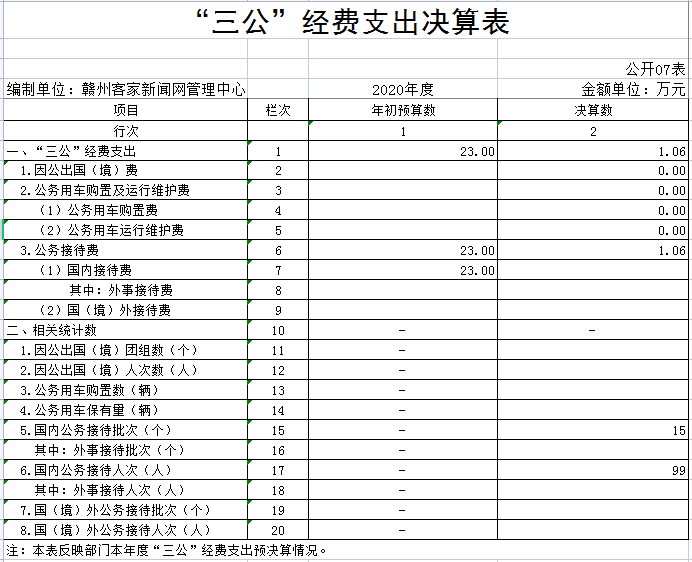 “三公”经费支出决算表
公开07表
编制单位：赣州客家新闻网管理中心 2020年度 金额单位：万元
项目 栏次 年初预算数 决算数
行次 1 2
一、“三公”经费支出 1 23.00 1.06
1.因公出国（境）费 2 0.00
2.公务用车购置及运行维护费 3 0.00
（1）公务用车购置费 4 0.00
（2）公务用车运行维护费 5 0.00
3.公务接待费 6 23.00 1.06
（1）国内接待费 7 23.00
其中：外事接待费 8
（2）国（境）外接待费 9
二、相关统计数 10 - -
1.因公出国（境）团组数（个） 11 -
2.因公出国（境）人次数（人） 12 -
3.公务用车购置数（辆） 13 -
4.公务用车保有量（辆） 14 -
5.国内公务接待批次（个） 15 - 15
其中：外事接待批次（个） 16 -
6.国内公务接待人次（人） 17 - 99
其中：外事接待人次（人） 18 -
7.国（境）外公务接待批次（个） 19 -
8.国（境）外公务接待人次（人） 20 -
注：本表反映部门本年度“三公”经费支出预决算情况。